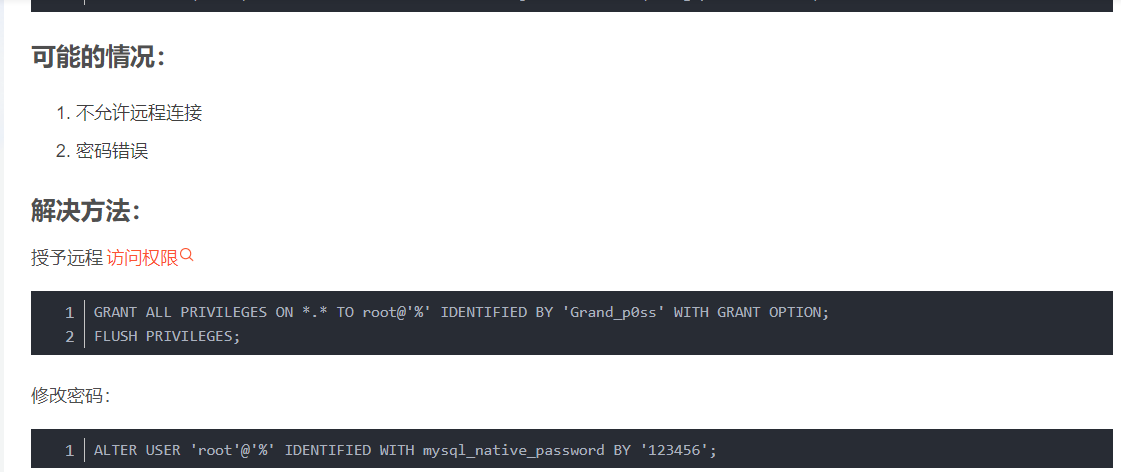 可能的情况：
1. 不允许远程连接
2. 密码错误
解决方法：
授予远程 访问权限
1 GRANT ALL PRIVILEGES ON *.* TO root@'%' IDENTIFIED BY 'Grand_p0ss' WITH GRANT OPTION;
2 FLUSH PRIVILEGES;
修改密码：
1 ALTER USER 'root'@'%' IDENTIFIED WITH mysql_native_password BY '123456';